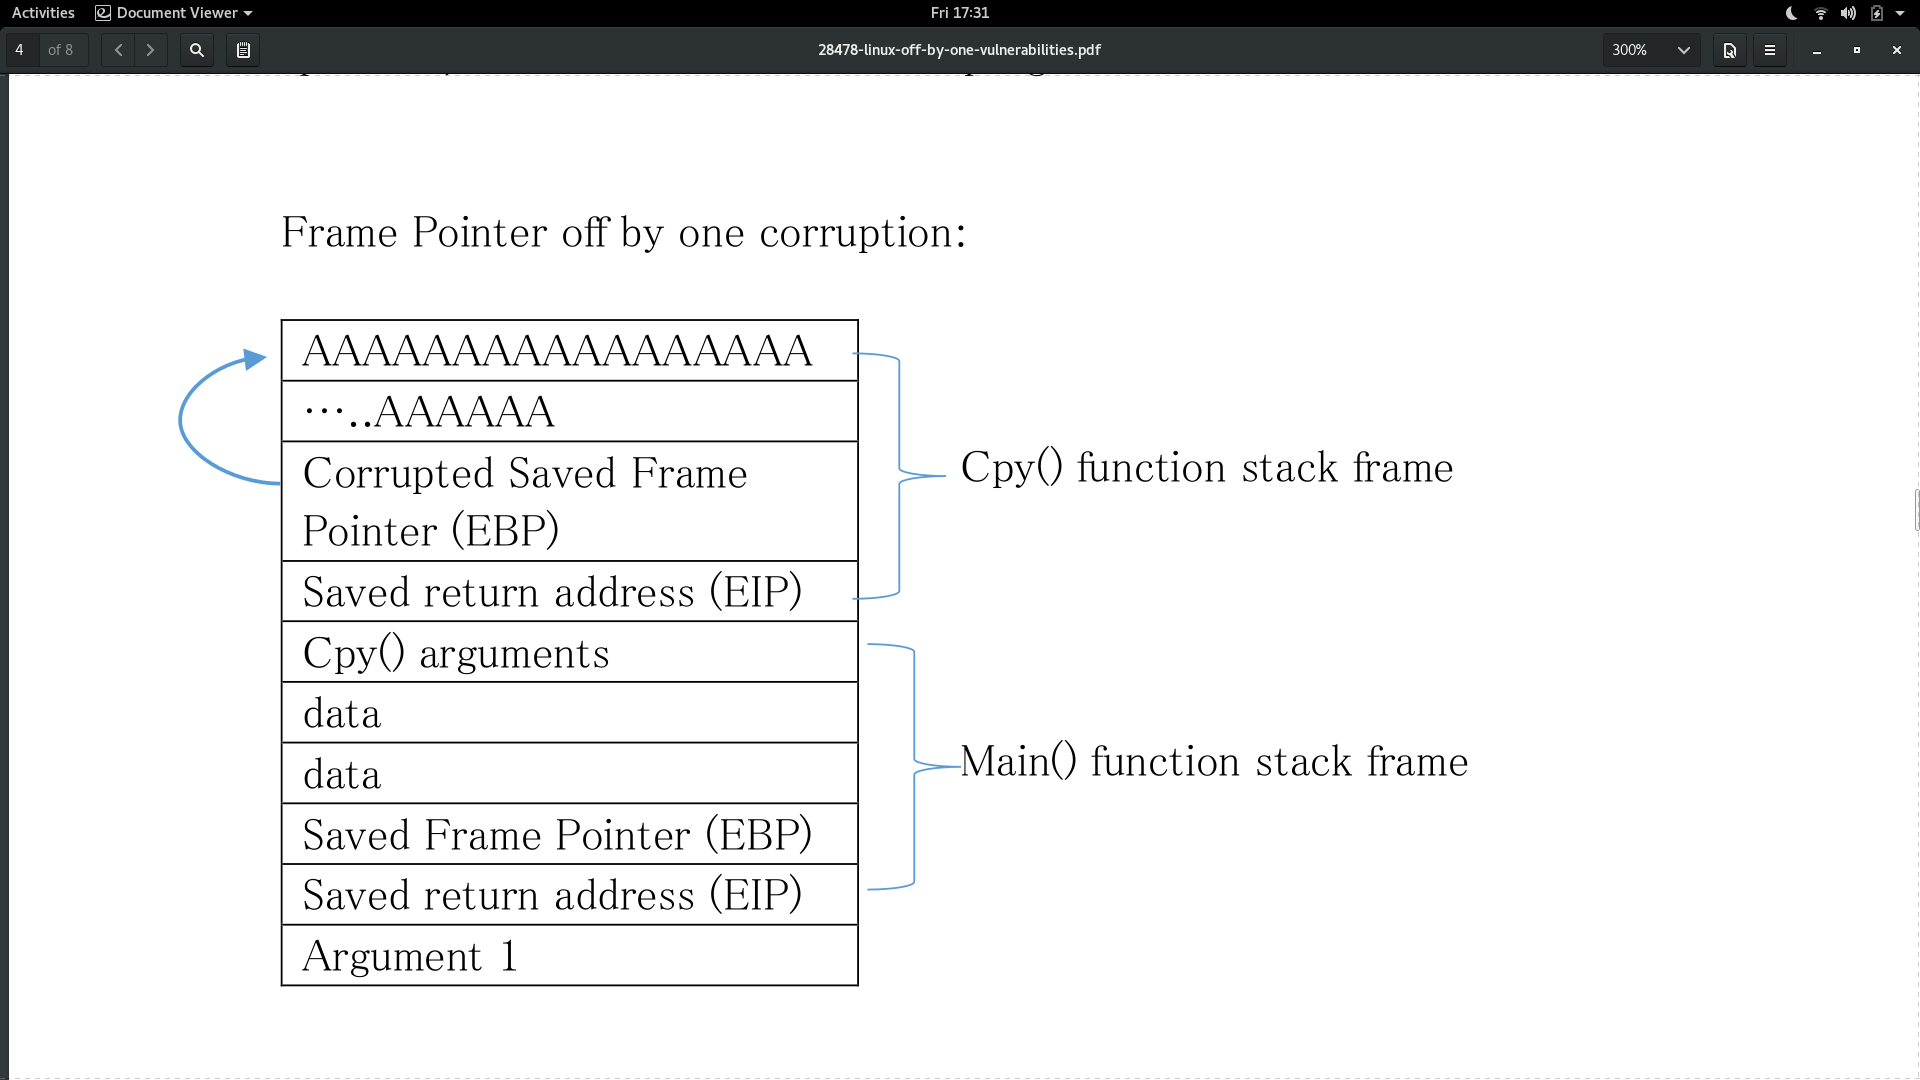 Activities
Document Viewer
Fri 17:31
4
of 8
28478-linux-off-by-one-vulnerabilities.pdf
300%
Frame Pointer off by one corruption:
AAAAAAAAAAAAAAAAA
…..AAAAAA
Corrupted Saved Frame
Pointer (EBP)
Saved return address (EIP)
Cpy() arguments
data
data
Saved Frame Pointer (EBP)
Saved return address (EIP)
Argument 1
Cpy() function stack frame
Main() function stack frame